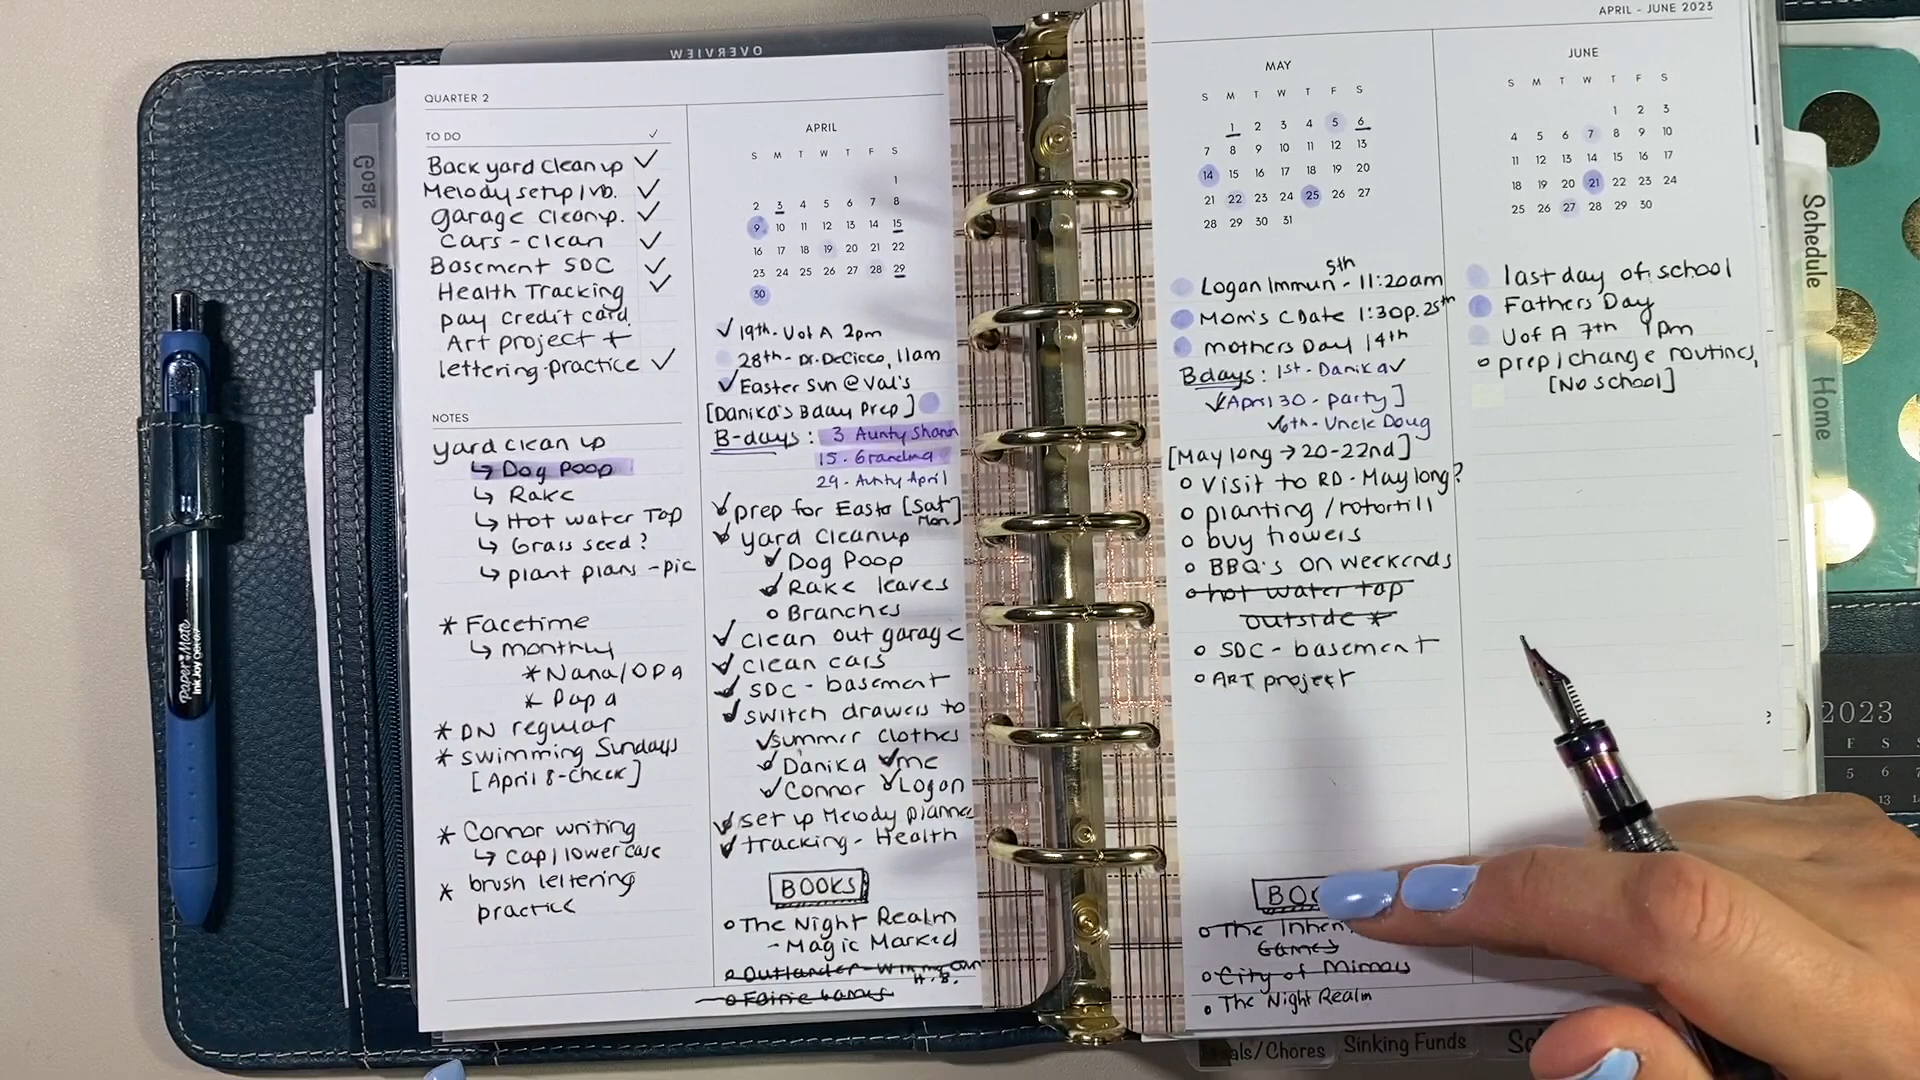 OVERVIEW
Goals
QUARTER 2
TO DO ✓
Backyard Clean up ✓
Melody setup ✓
garage Cleanup. ✓
Cars - clean ✓
Basement SDC ✓
Health Tracking ✓
pay credit card
Art project +
lettering practice ✓
NOTES
yard clean up
↳ Dog Poop
↳ Rake
↳ Hot water Tap
↳ Grass seed?
↳ plant plans - pic
* Facetime
↳ monthly
* Nana/OPA
* Papa
* DN regular
* swimming Sundays
[April 8-Check]
* Connor writing
↳ Cap/lowercase
* brush lettering
practice
APRIL
S M T W T F S
1
2 3 4 5 6 7 8
9 10 11 12 13 14 15
16 17 18 19 20 21 22
23 24 25 26 27 28 29
30
✓ 19th - U of A 2pm
28th - Dr. DeCicco, 11am
✓ Easter Sun @ Val's
[Danika's Bday Prep]
B-days: 3 Aunty Sharon
15 - Grandma
29 - Aunty April
✓ prep for Easter [Sat]
Mon
✓ yard Cleanup
✓ Dog Poop
✓ Rake leaves
o Branches
✓ clean out garage
✓ clean cars
✓ SDC - basement
✓ switch drawers to
✓ summer clothes
✓ Danika ✓ me
✓ Connor ✓ Logan
✓ set up Melody planner
✓ tracking - Health
BOOKS
o The Night Realm
- Magic Marked
o Outlander
H.B.
o Faerie Games
APRIL - JUNE 2023
MAY
S M T W T F S
1 2 3 4 5 6
7 8 9 10 11 12 13
14 15 16 17 18 19 20
21 22 23 24 25 26 27
28 29 30 31
Logan Immun - 5th 11:20am
Mom's CDate 1:30p. 25th
Mothers Day 14th
Bdays: 1st - Danika ✓
✓ April 30 - party]
✓ 6th - Uncle Doug
[May long → 20-22nd]
o Visit to RD - May long?
o planting / rotortill
o buy flowers
o BBQ's on weekends
o hot water tap
outside *
o SDC - basement
o ART project
BOO
o The Inheri
Games
o City of Mirrors
o The Night Realm
JUNE
S M T W T F S
1 2 3
4 5 6 7 8 9 10
11 12 13 14 15 16 17
18 19 20 21 22 23 24
25 26 27 28 29 30
last day of school
Fathers Day
U of A 7th 1pm
o prep/change routines,
[No school]
Schedule
Home
2023
F S
5 6
13
Paper Mate
InkJoy
als/Chores
Sinking Funds